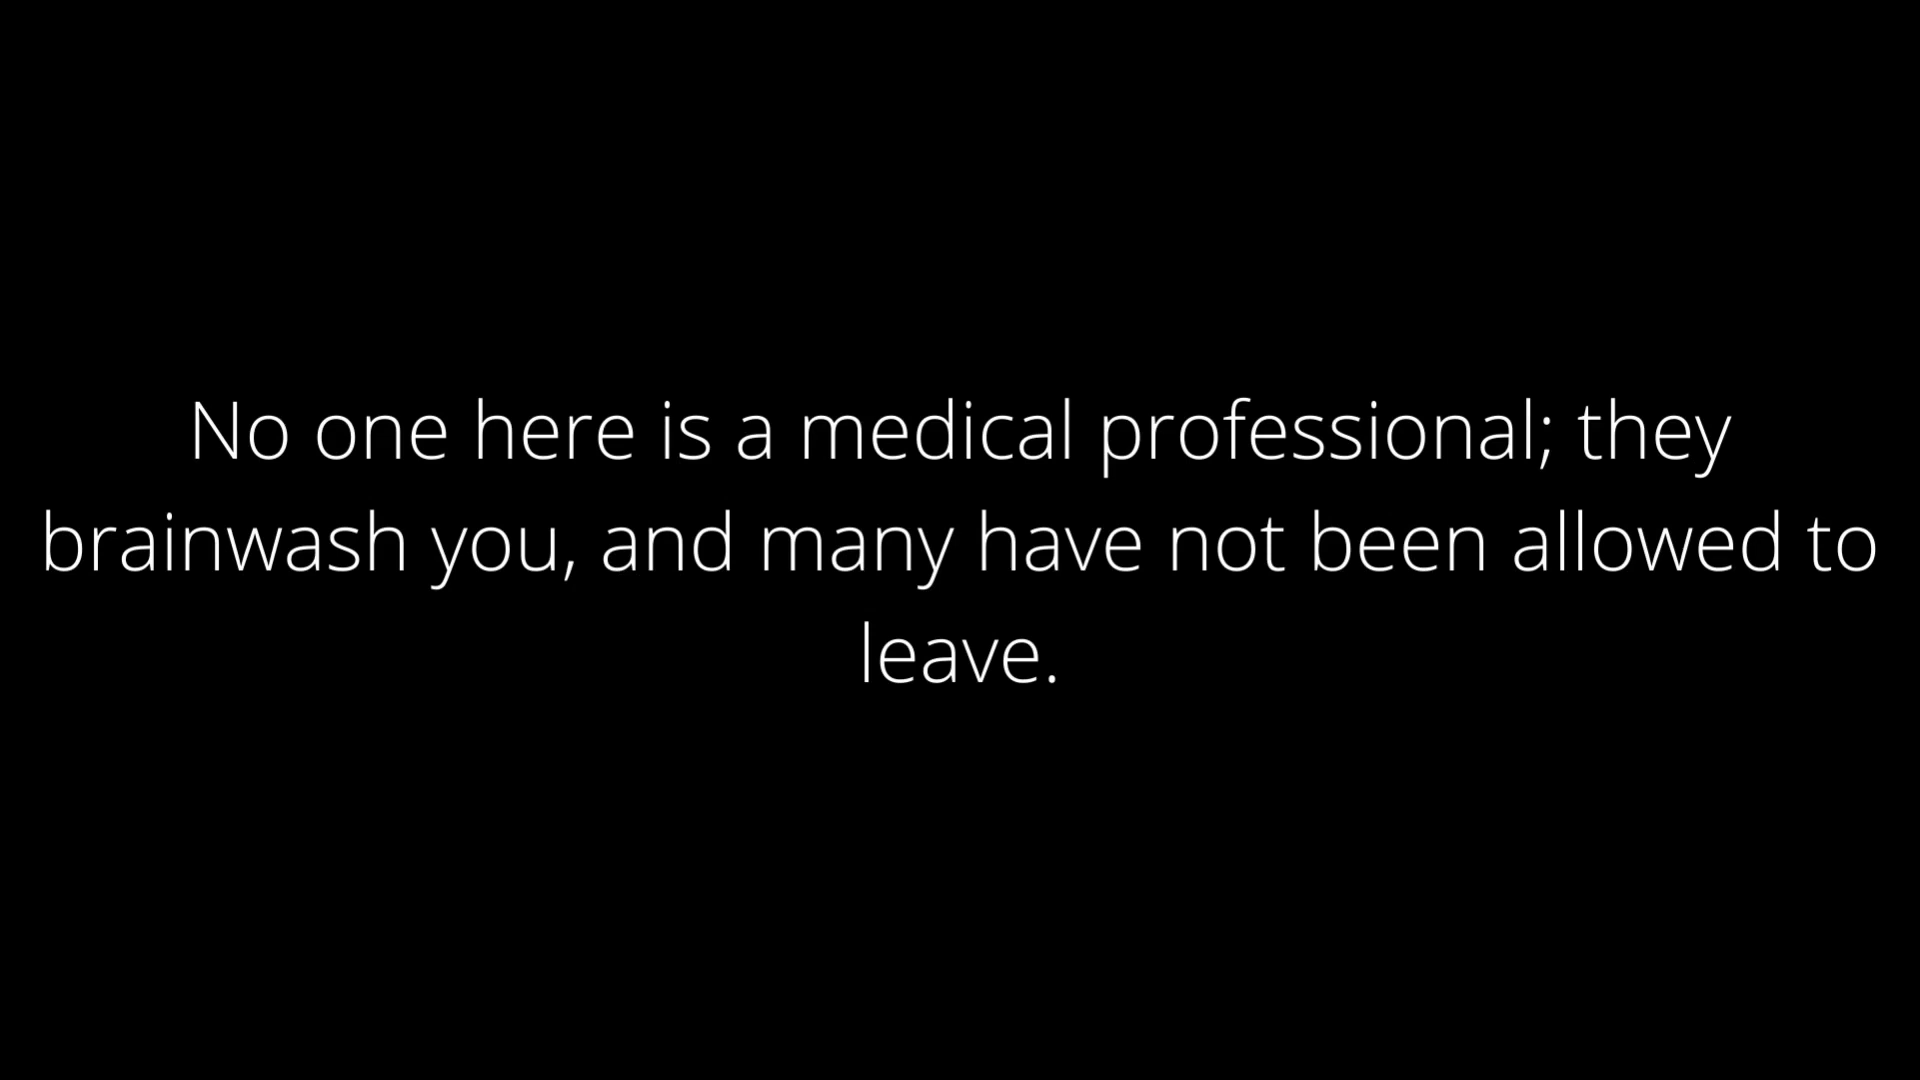 No one here is a medical professional; they
brainwash you, and many have not been allowed to
leave.